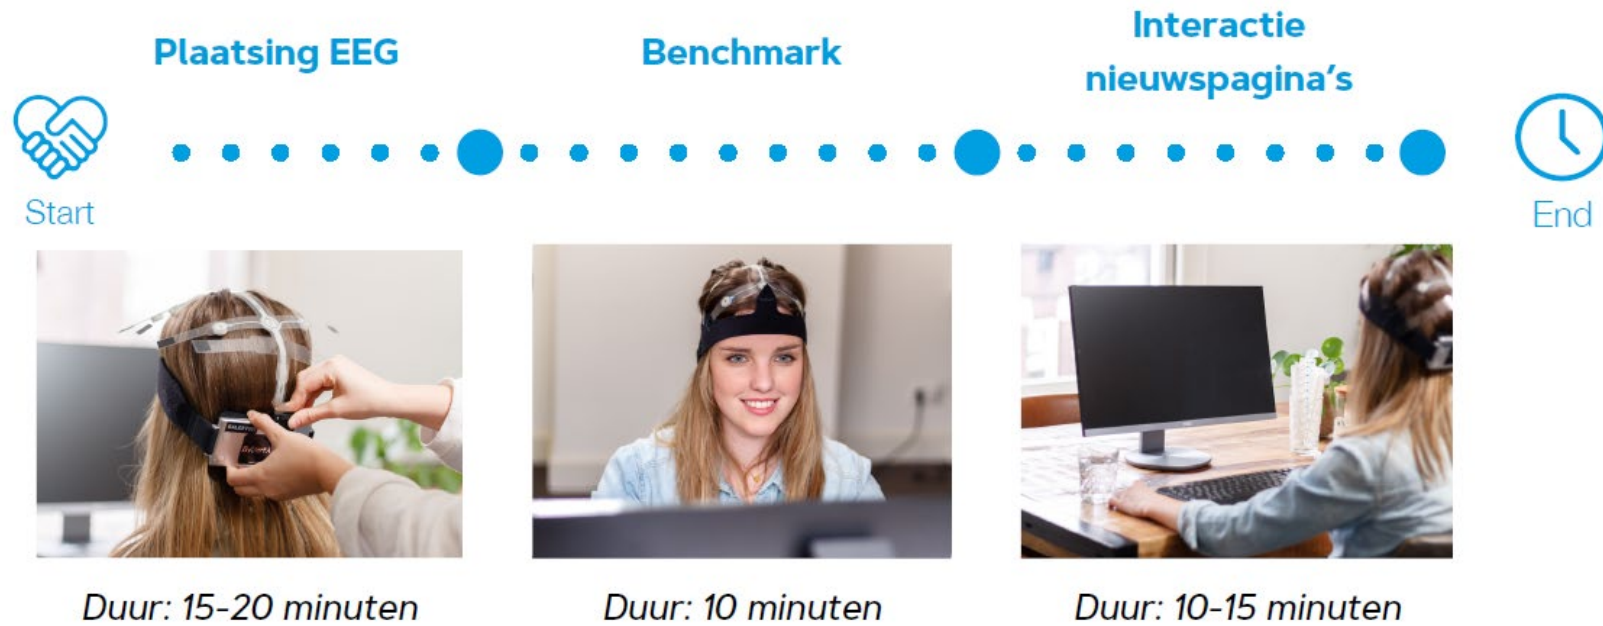 Plaatsing EEG
Benchmark
Interactie
nieuwspagina's
Start
End
Duur: 15-20 minuten
Duur: 10 minuten
Duur: 10-15 minuten